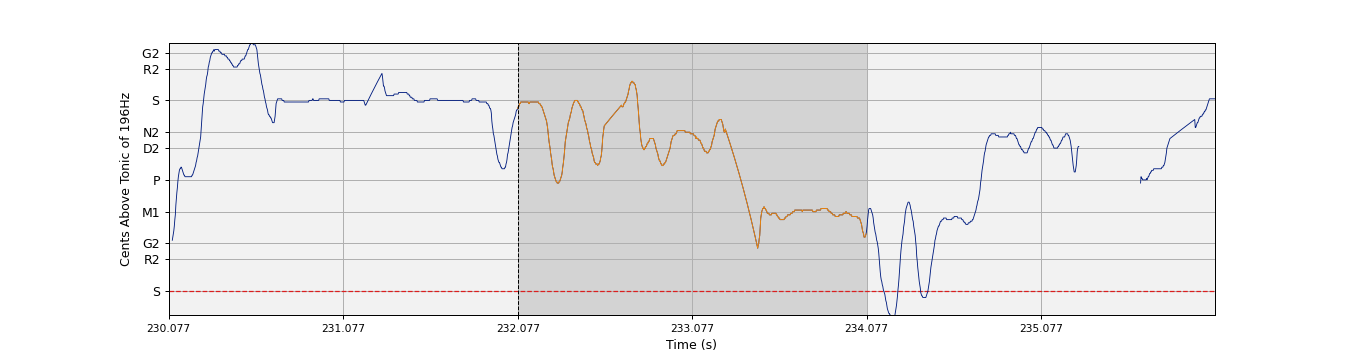 G2
R2
S
N2
D2
P
M1
G2
R2
S
Cents Above Tonic of 196Hz
230.077 231.077 232.077 233.077 234.077 235.077
Time (s)